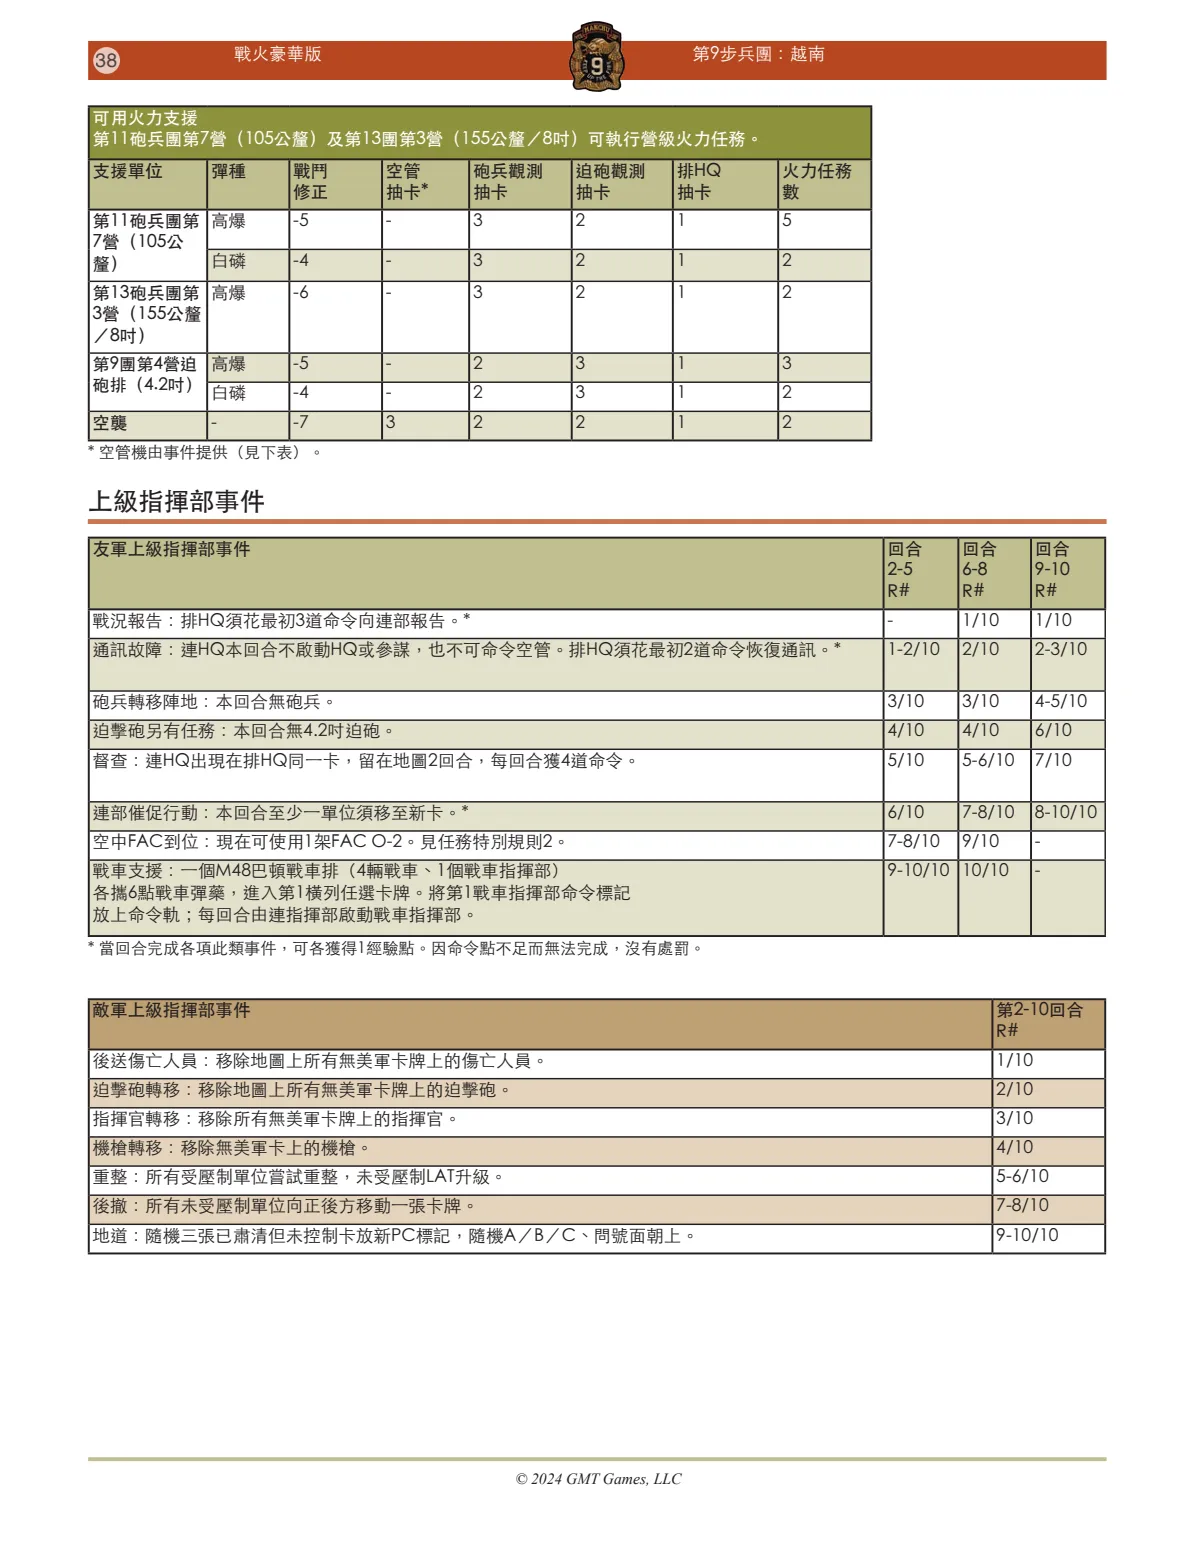 38
戰火豪華版
MANCHU
9
第9步兵團：越南
可用火力支援
第11砲兵團第7營（105公釐）及第13團第3營（155公釐／8吋）可執行營級火力任務。
支援單位 彈種 戰鬥修正 空管抽卡* 砲兵觀測抽卡 迫砲觀測抽卡 排HQ抽卡 火力任務數
第11砲兵團第7營（105公釐） 高爆 -5 - 3 2 1 5
白磷 -4 - 3 2 1 2
第13砲兵團第3營（155公釐／8吋） 高爆 -6 - 3 2 1 2
第9團第4營迫砲排（4.2吋） 高爆 -5 - 2 3 1 3
白磷 -4 - 2 3 1 2
空襲 - -7 3 2 2 1 2
* 空管機由事件提供（見下表）。
上級指揮部事件
友軍上級指揮部事件 回合2-5 R# 回合6-8 R# 回合9-10 R#
戰況報告：排HQ須花最初3道命令向連部報告。* - 1/10 1/10
通訊故障：連HQ本回合不啟動HQ或參謀，也不可命令空管。排HQ須花最初2道命令恢復通訊。* 1-2/10 2/10 2-3/10
砲兵轉移陣地：本回合無砲兵。 3/10 3/10 4-5/10
迫擊砲另有任務：本回合無4.2吋迫砲。 4/10 4/10 6/10
督查：連HQ出現在排HQ同一卡，留在地圖2回合，每回合獲4道命令。 5/10 5-6/10 7/10
連部催促行動：本回合至少一單位須移至新卡。* 6/10 7-8/10 8-10/10
空中FAC到位：現在可使用1架FAC O-2。見任務特別規則2。 7-8/10 9/10 -
戰車支援：一個M48巴頓戰車排（4輛戰車、1個戰車指揮部） 9-10/10 10/10 -
各攜6點戰車彈藥，進入第1橫列任選卡牌。將第1戰車指揮部命令標記
放上命令軌；每回合由連指揮部啟動戰車指揮部。
* 當回合完成各項此類事件，可各獲得1經驗點。因命令點不足而無法完成，沒有處罰。
敵軍上級指揮部事件 第2-10回合 R#
後送傷亡人員：移除地圖上所有無美軍卡牌上的傷亡人員。 1/10
迫擊砲轉移：移除地圖上所有無美軍卡牌上的迫擊砲。 2/10
指揮官轉移：移除所有無美軍卡牌上的指揮官。 3/10
機槍轉移：移除無美軍卡上的機槍。 4/10
重整：所有受壓制單位嘗試重整，未受壓制LAT升級。 5-6/10
後撤：所有未受壓制單位向正後方移動一張卡牌。 7-8/10
地道：隨機三張已肅清但未控制卡放新PC標記，隨機A／B／C、問號面朝上。 9-10/10
© 2024 GMT Games, LLC